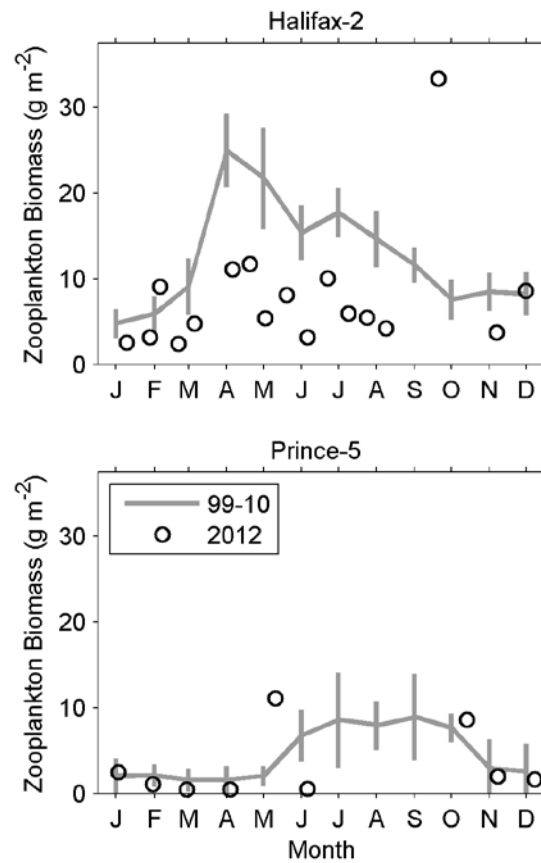 Halifax-2
Zooplankton Biomass (g m⁻²)
30
20
10
0
J F M A M J J A S O N D
Prince-5
Zooplankton Biomass (g m⁻²)
99-10
2012
30
20
10
0
J F M A M J J A S O N D
Month